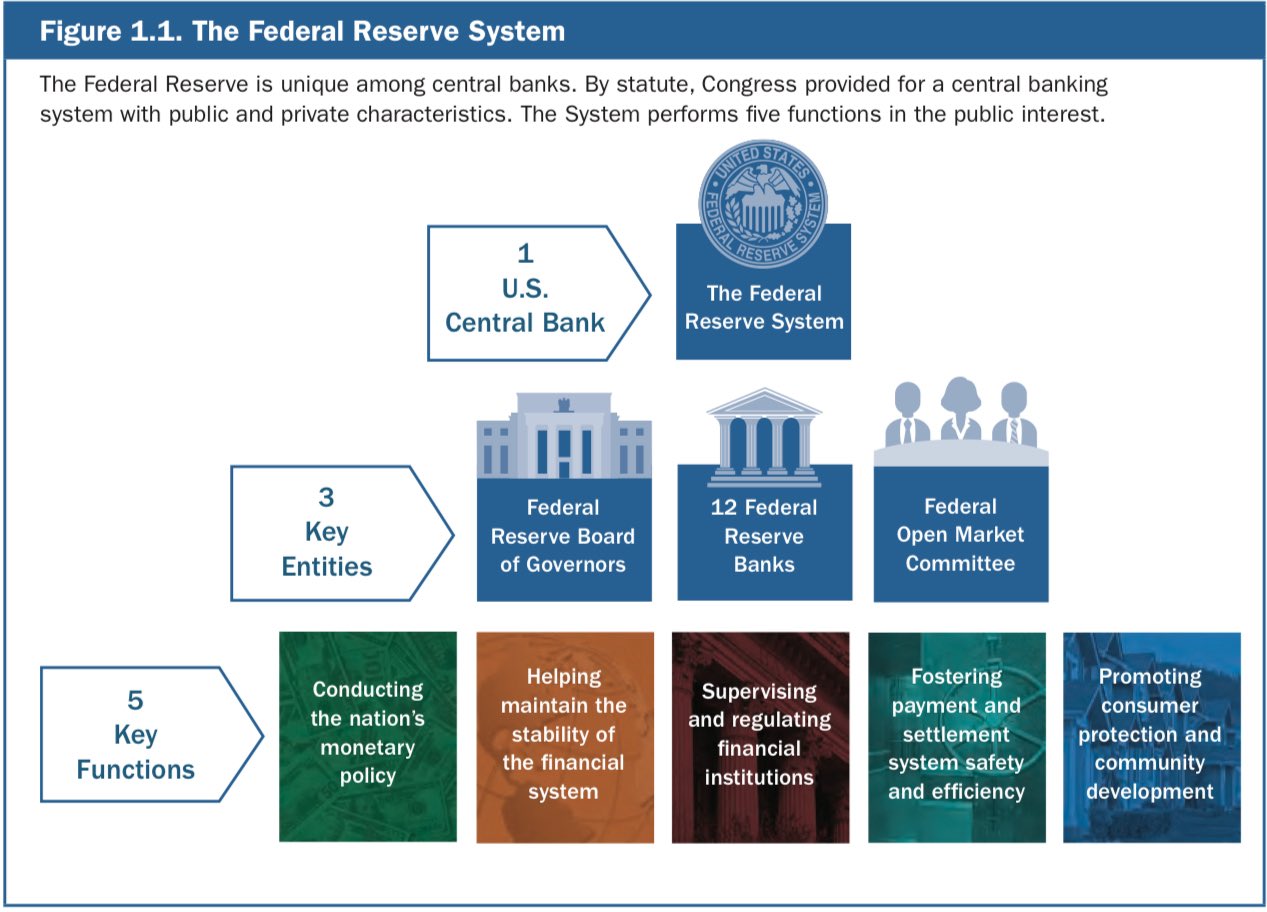 Figure 1.1. The Federal Reserve System
The Federal Reserve is unique among central banks. By statute, Congress provided for a central banking
system with public and private characteristics. The System performs five functions in the public interest.
UNITED STATES
FEDERAL RESERVE SYSTEM
1
U.S.
Central Bank
The Federal
Reserve System
3
Key
Entities
Federal
Reserve Board
of Governors
12 Federal
Reserve
Banks
Federal
Open Market
Committee
5
Key
Functions
Conducting
the nation’s
monetary
policy
Helping
maintain the
stability of
the financial
system
Supervising
and regulating
financial
institutions
Fostering
payment and
settlement
system safety
and efficiency
Promoting
consumer
protection and
community
development